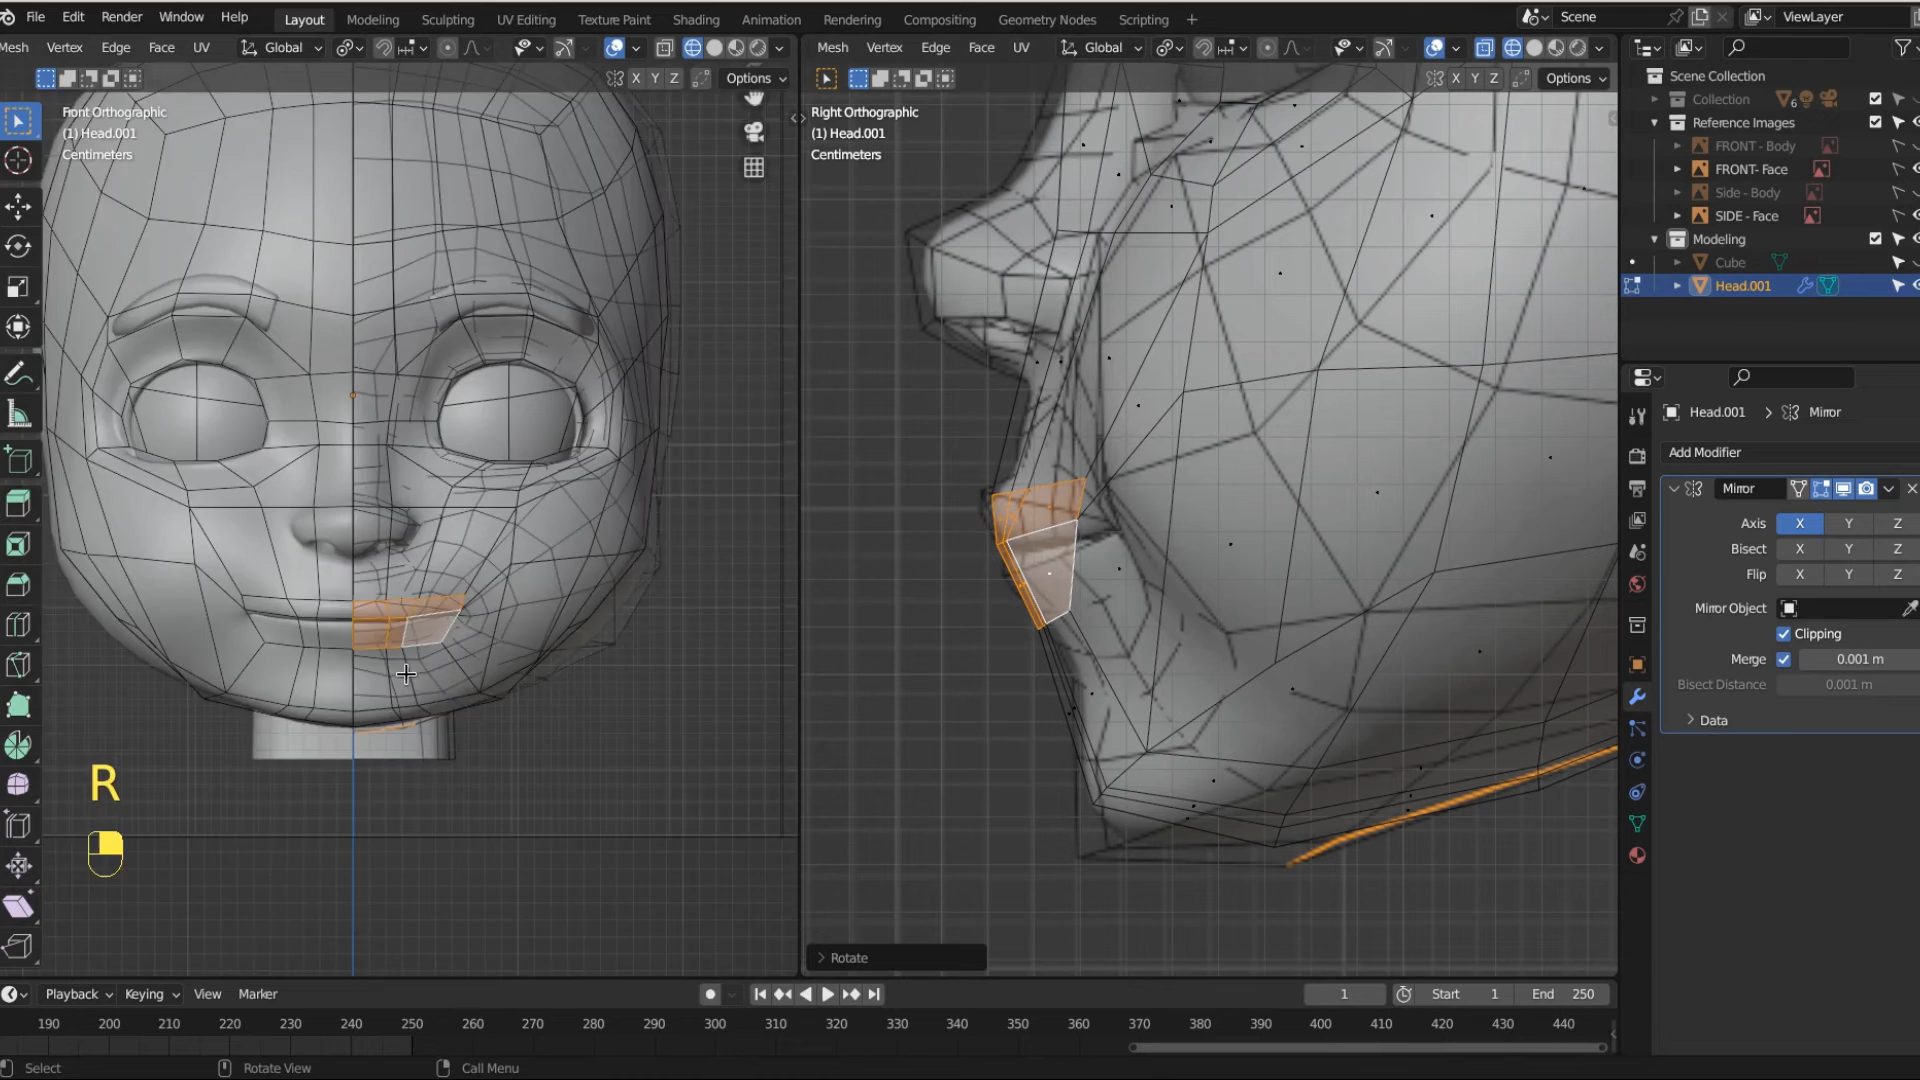 File Edit Render Window Help Layout Modeling Sculpting UV Editing Texture Paint Shading Animation Rendering Compositing Geometry Nodes Scripting + Scene ViewLayer
Mesh Vertex Edge Face UV Global
Mesh Vertex Edge Face UV Global
X Y Z Options
X Y Z Options
Front Orthographic
(1) Head.001
Centimeters
Right Orthographic
(1) Head.001
Centimeters
Scene Collection
Collection 6
Reference Images
FRONT - Body
FRONT- Face
Side - Body
SIDE - Face
Modeling
Cube
Head.001
Head.001 > Mirror
Add Modifier
Mirror
Axis X Y Z
Bisect X Y Z
Flip X Y Z
Mirror Object
Clipping
Merge 0.001 m
Bisect Distance 0.001 m
Data
R
Rotate
Playback Keying View Marker 1 Start 1 End 250
190 200 210 220 230 240 250 260 270 280 290 300 310 320 330 340 350 360 370 380 390 400 410 420 430 440
Select Rotate View Call Menu